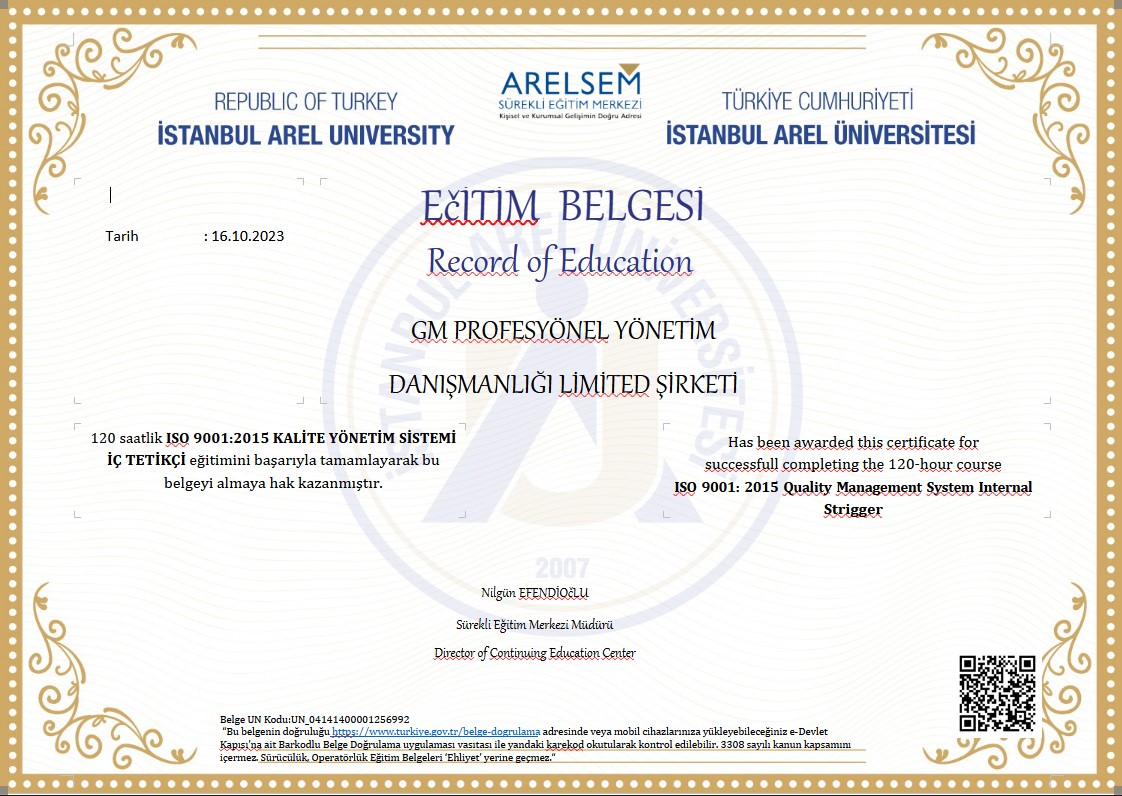 ARELSEM
SÜREKLİ EĞİTİM MERKEZİ
Kişisel ve Kurumsal Gelişimin Doğru Adresi
REPUBLIC OF TURKEY
İSTANBUL AREL UNIVERSITY
TÜRKİYE CUMHURİYETİ
İSTANBUL AREL ÜNİVERSİTESİ
EčİTİM BELGESİ
Tarih : 16.10.2023
Record of Education
GM PROFESYÖNEL YÖNETİM
DANIŞMANLIĞI LİMİTED ŞİRKETİ
120 saatlik ISO 9001:2015 KALİTE YÖNETİM SİSTEMİ
İÇ TETİKÇİ eğitimini başarıyla tamamlayarak bu
belgeyi almaya hak kazanmıştır.
Has been awarded this certificate for
successfull completing the 120-hour course
ISO 9001: 2015 Quality Management System Internal
Strigger
İSTANBUL AREL ÜNİVERSİTESİ
2007
Nilgün EFENDİOčLU
Sürekli Eğitim Merkezi Müdürü
Director of Continuing Education Center
Belge UN Kodu:UN_04141400001256992
"Bu belgenin doğruluğu https://www.turkiye.gov.tr/belge-dogrulama adresinde veya mobil cihazlarınıza yükleyebileceğiniz e-Devlet
Kapısı'na ait Barkodlu Belge Doğrulama uygulaması vasıtası ile yandaki karekod okutularak kontrol edilebilir. 3308 sayılı kanun kapsamını
içermez. Sürücülük, Operatörlük Eğitim Belgeleri 'Ehliyet' yerine geçmez."